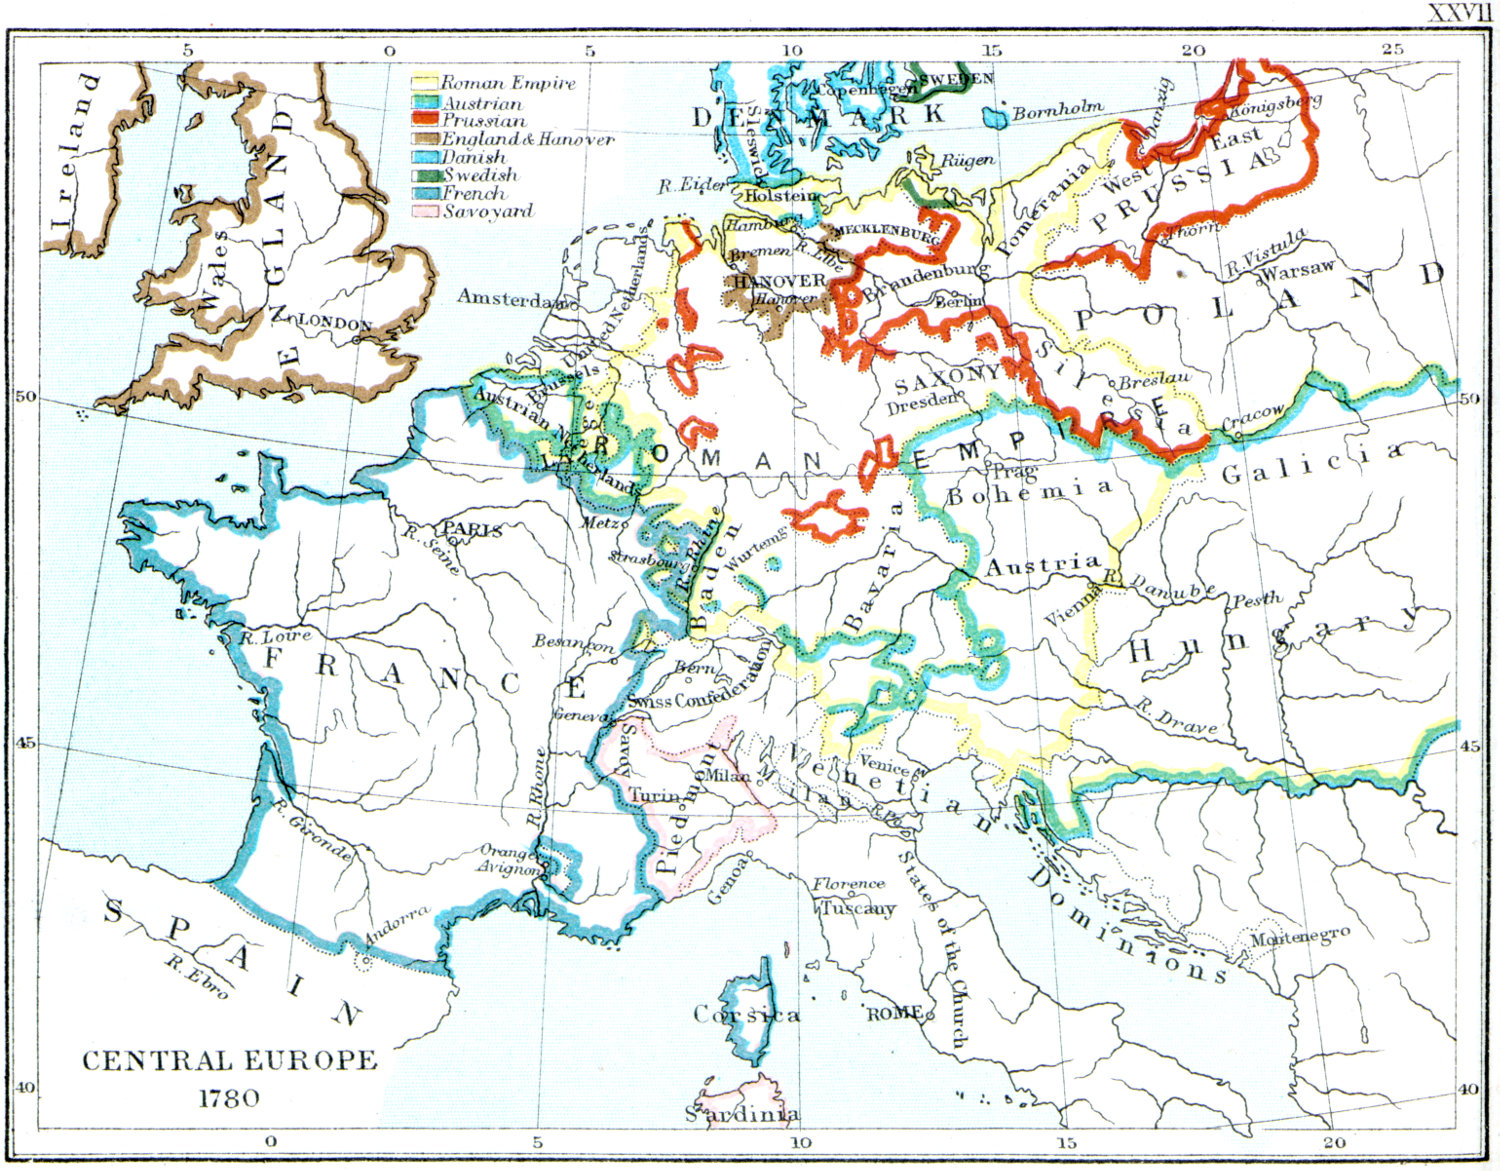 XXVII
5 0 5 10 15 20 25
Roman Empire
Austrian
Prussian
England & Hanover
Danish
Swedish
French
Savoyard
Ireland
ENGLAND
Wales
LONDON
SWEDEN
Copenhegen
DENMARK
Sleswick
Bornholm
Rügen
R. Eider
Holstein
Hamburg
Bremen
R. Elbe
MECKLENBURG
HANOVER
Hanover
Brandenburg
Berlin
Pomerania
Danzig
Königsberg
East
West
PRUSSIA
Thorn
R. Vistula
Warsaw
POLAND
Amsterdam
United Netherlands
Brussels
Austrian Netherlands
Liege
SAXONY
Dresden
Silesia
Breslau
Cracow
50
50
ROMAN EMPIRE
Prag
Bohemia
Galicia
PARIS
R. Seine
Metz
Strasbourg
R. Rhine
Baden
Wurtemg
Bavaria
Austria
Vienna
R. Danube
Pesth
Hungary
R. Loire
FRANCE
Besançon
Bern
Swiss Confederation
Geneva
Savoy
R. Drave
45
45
R. Rhone
Turin
Piedmont
Milan
Milan
Venice
Venetian
R. Po
R. Gironde
Orange
Avignon
Genoa
Florence
Tuscany
States of the Church
Dominions
Montenegro
Andorra
SPAIN
R. Ebro
Corsica
ROME
CENTRAL EUROPE
1780
40
40
Sardinia
0 5 10 15 20